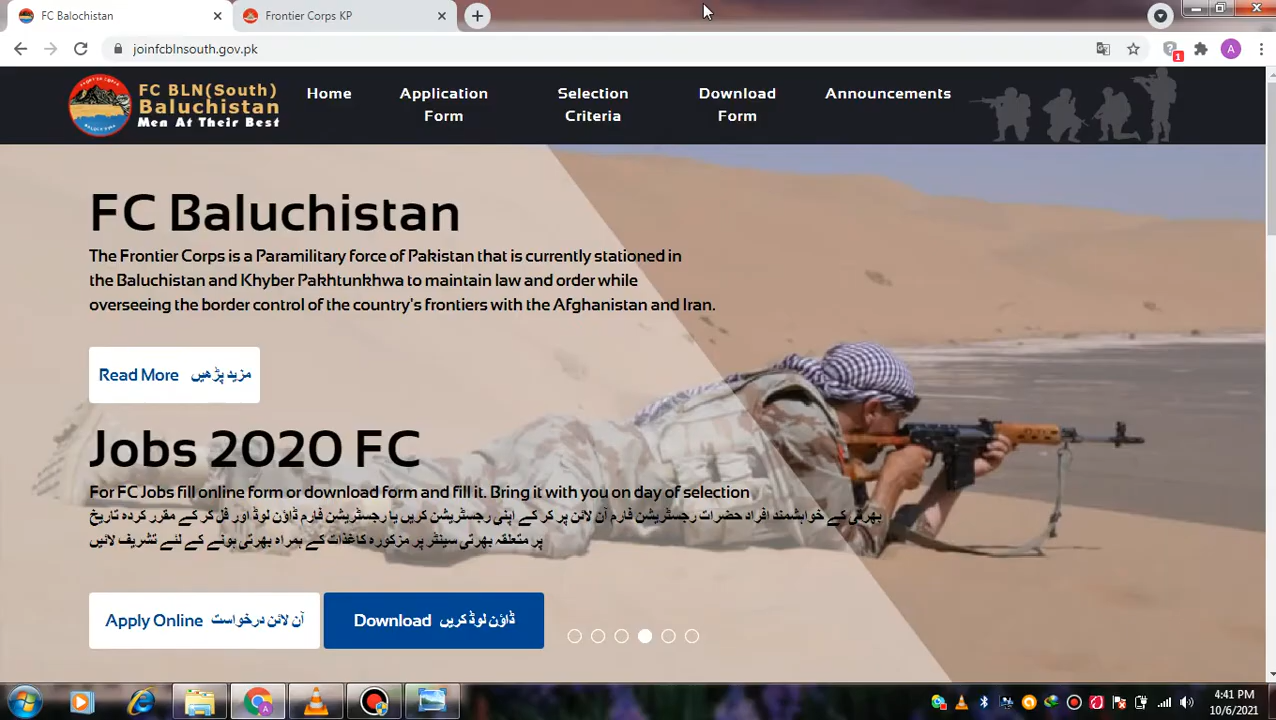 FC Balochistan
Frontier Corps KP
joinfcblnsouth.gov.pk
1
A
FC BLN(South)
Baluchistan
Men At Their Best
Home
Application
Form
Selection
Criteria
Download
Form
Announcements
FC Baluchistan
The Frontier Corps is a Paramilitary force of Pakistan that is currently stationed in
the Baluchistan and Khyber Pakhtunkhwa to maintain law and order while
overseeing the border control of the country's frontiers with the Afghanistan and Iran.
Read More مزید پڑھیں
Jobs 2020 FC
For FC Jobs fill online form or download form and fill it. Bring it with you on day of selection
بھرتی کے خواہشمند افراد حضرات رجسٹریشن فارم آن لائن پر کر کے اپنی رجسٹریشن کریں یا رجسٹریشن فارم ڈاؤن لوڈ اور فل کر کے مقرر کردہ تاریخ
پر متعلقہ بھرتی سینٹر پر مزکورہ کاغذات کے ہمراہ بھرتی ہونے کے لئے تشریف لائیں
Apply Online آن لائن درخواست
Download ڈاؤن لوڈ کریں
4:41 PM
10/6/2021